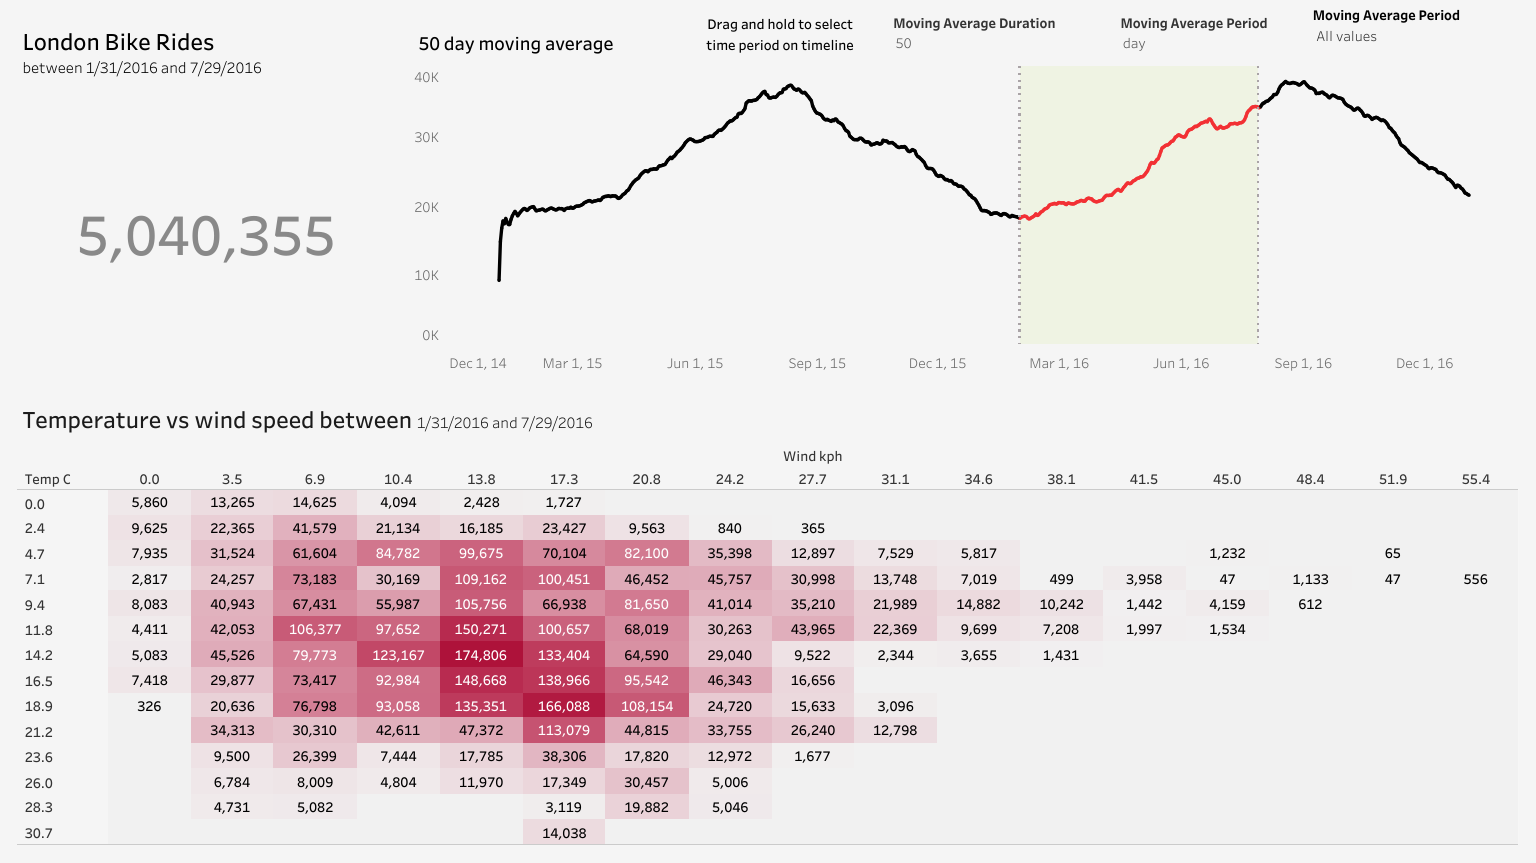 London Bike Rides
between 1/31/2016 and 7/29/2016
5,040,355
50 day moving average
Drag and hold to select
time period on timeline
Moving Average Duration
50
Moving Average Period
day
Moving Average Period
All values
40K
30K
20K
10K
0K
Dec 1, 14 Mar 1, 15 Jun 1, 15 Sep 1, 15 Dec 1, 15 Mar 1, 16 Jun 1, 16 Sep 1, 16 Dec 1, 16
Temperature vs wind speed between 1/31/2016 and 7/29/2016
Wind kph
Temp C 0.0 3.5 6.9 10.4 13.8 17.3 20.8 24.2 27.7 31.1 34.6 38.1 41.5 45.0 48.4 51.9 55.4
0.0 5,860 13,265 14,625 4,094 2,428 1,727
2.4 9,625 22,365 41,579 21,134 16,185 23,427 9,563 840 365
4.7 7,935 31,524 61,604 84,782 99,675 70,104 82,100 35,398 12,897 7,529 5,817 1,232 65
7.1 2,817 24,257 73,183 30,169 109,162 100,451 46,452 45,757 30,998 13,748 7,019 499 3,958 47 1,133 47 556
9.4 8,083 40,943 67,431 55,987 105,756 66,938 81,650 41,014 35,210 21,989 14,882 10,242 1,442 4,159 612
11.8 4,411 42,053 106,377 97,652 150,271 100,657 68,019 30,263 43,965 22,369 9,699 7,208 1,997 1,534
14.2 5,083 45,526 79,773 123,167 174,806 133,404 64,590 29,040 9,522 2,344 3,655 1,431
16.5 7,418 29,877 73,417 92,984 148,668 138,966 95,542 46,343 16,656
18.9 326 20,636 76,798 93,058 135,351 166,088 108,154 24,720 15,633 3,096
21.2 34,313 30,310 42,611 47,372 113,079 44,815 33,755 26,240 12,798
23.6 9,500 26,399 7,444 17,785 38,306 17,820 12,972 1,677
26.0 6,784 8,009 4,804 11,970 17,349 30,457 5,006
28.3 4,731 5,082 3,119 19,882 5,046
30.7 14,038